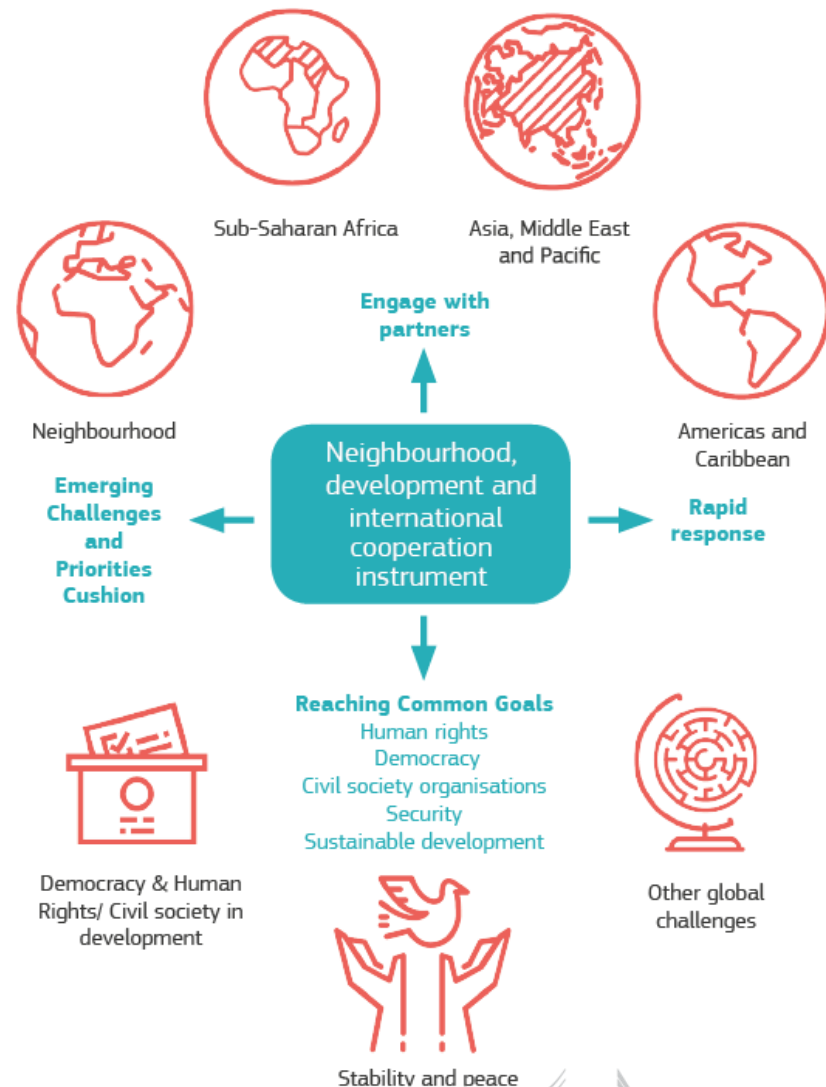 Sub-Saharan Africa
Asia, Middle East
and Pacific
Neighbourhood
Americas and
Caribbean
Engage with
partners
Neighbourhood,
development and
international
cooperation
instrument
Emerging
Challenges
and
Priorities
Cushion
Rapid
response
Reaching Common Goals
Human rights
Democracy
Civil society organisations
Security
Sustainable development
Democracy & Human
Rights/ Civil society in
development
Other global
challenges
Stability and peace